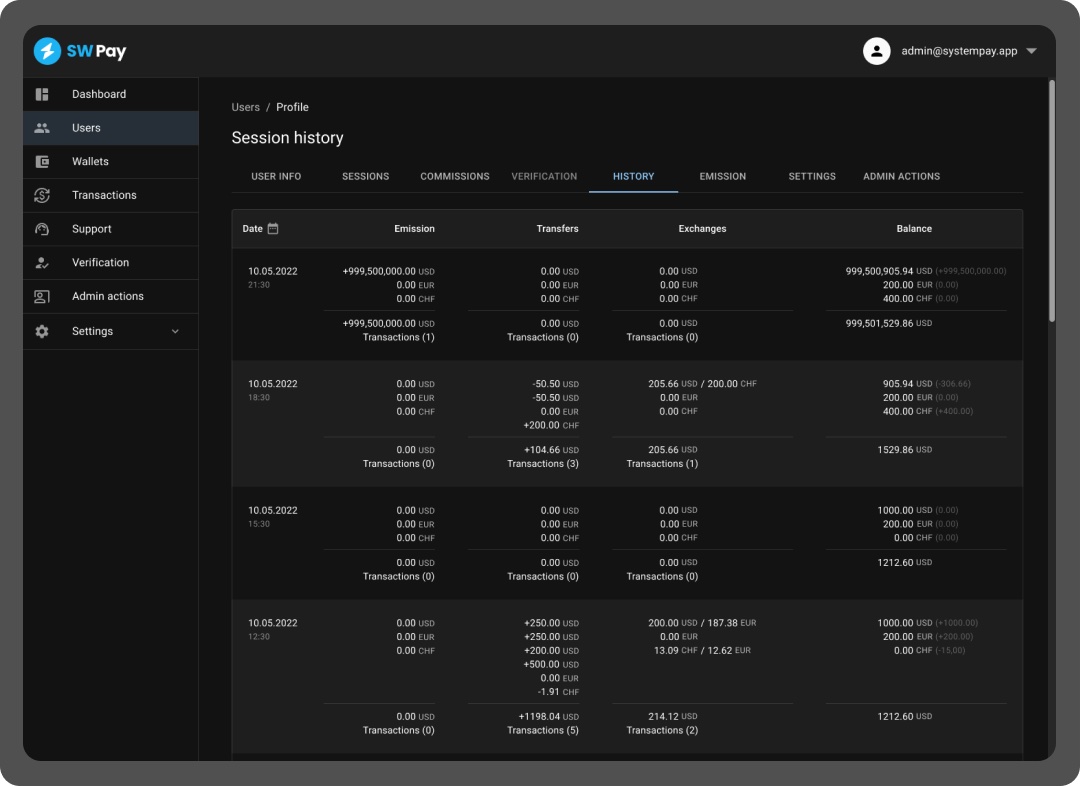 SW Pay
admin@systempay.app
Dashboard
Users
Wallets
Transactions
Support
Verification
Admin actions
Settings
Users / Profile
Session history
USER INFO SESSIONS COMMISSIONS VERIFICATION HISTORY EMISSION SETTINGS ADMIN ACTIONS
Date Emission Transfers Exchanges Balance
10.05.2022 +999,500,000.00 USD 0.00 USD 0.00 USD 999,500,905.94 USD (+999,500,000.00)
21:30 0.00 EUR 0.00 EUR 0.00 EUR 200.00 EUR (0.00)
0.00 CHF 0.00 CHF 0.00 CHF 400.00 CHF (0.00)
+999,500,000.00 USD 0.00 USD 0.00 USD 999,501,529.86 USD
Transactions (1) Transactions (0) Transactions (0)
10.05.2022 0.00 USD -50.50 USD 205.66 USD / 200.00 CHF 905.94 USD (-306.66)
18:30 0.00 EUR -50.50 USD 0.00 EUR 200.00 EUR (0.00)
0.00 CHF 0.00 EUR 0.00 CHF 400.00 CHF (+400.00)
+200.00 CHF
0.00 USD +104.66 USD 205.66 USD 1529.86 USD
Transactions (0) Transactions (3) Transactions (1)
10.05.2022 0.00 USD 0.00 USD 0.00 USD 1000.00 USD (0.00)
15:30 0.00 EUR 0.00 EUR 0.00 EUR 200.00 EUR (0.00)
0.00 CHF 0.00 CHF 0.00 CHF 0.00 CHF (0.00)
0.00 USD 0.00 USD 0.00 USD 1212.60 USD
Transactions (0) Transactions (0) Transactions (0)
10.05.2022 0.00 USD +250.00 USD 200.00 USD / 187.38 EUR 1000.00 USD (+1000.00)
12:30 0.00 EUR +250.00 USD 0.00 EUR 200.00 EUR (+200.00)
0.00 CHF +200.00 USD 13.09 CHF / 12.62 EUR 0.00 CHF (-15,00)
+500.00 USD
0.00 EUR
-1.91 CHF
0.00 USD +1198.04 USD 214.12 USD 1212.60 USD
Transactions (0) Transactions (5) Transactions (2)